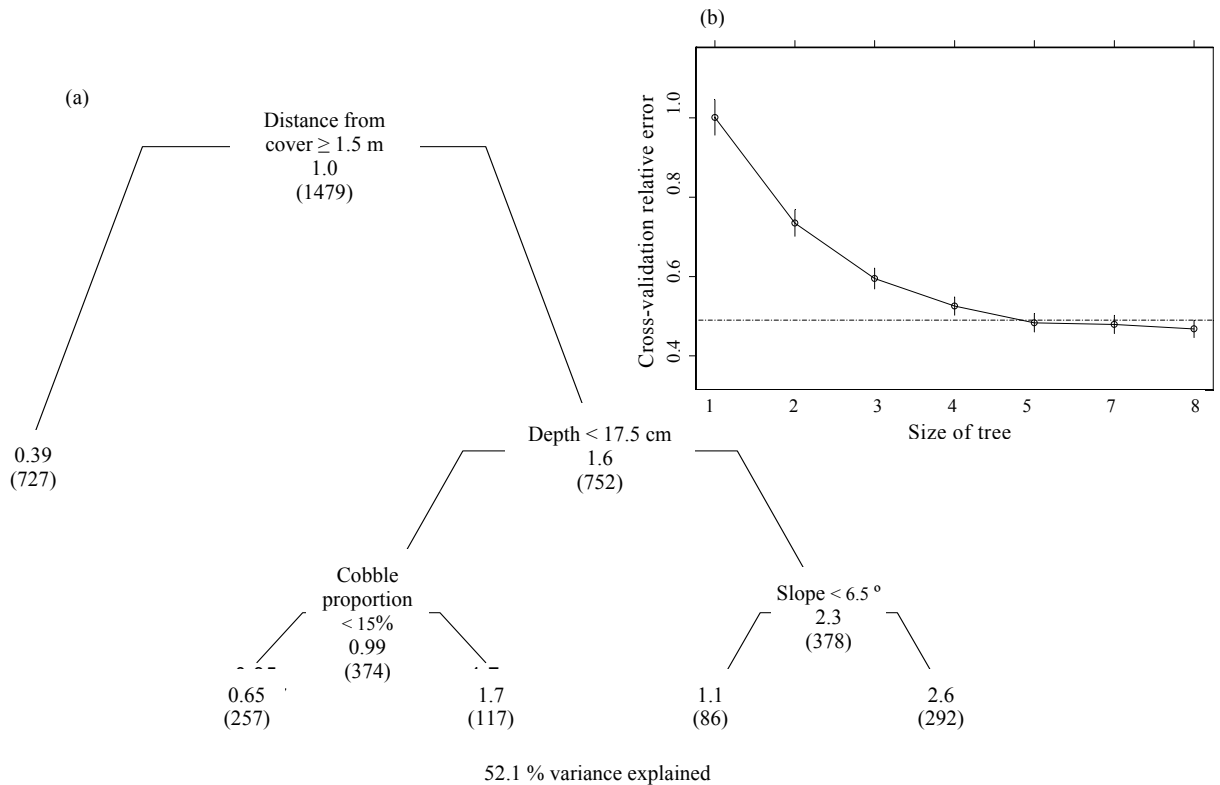 (a)
Distance from
cover ≥ 1.5 m
1.0
(1479)
0.39
(727)
Depth < 17.5 cm
1.6
(752)
Cobble
proportion
< 15%
0.99
(374)
Slope < 6.5 º
2.3
(378)
0.65
(257)
1.7
(117)
1.1
(86)
2.6
(292)
52.1 % variance explained
(b)
Cross-validation relative error
1.0
0.8
0.6
0.4
1 2 3 4 5 7 8
Size of tree